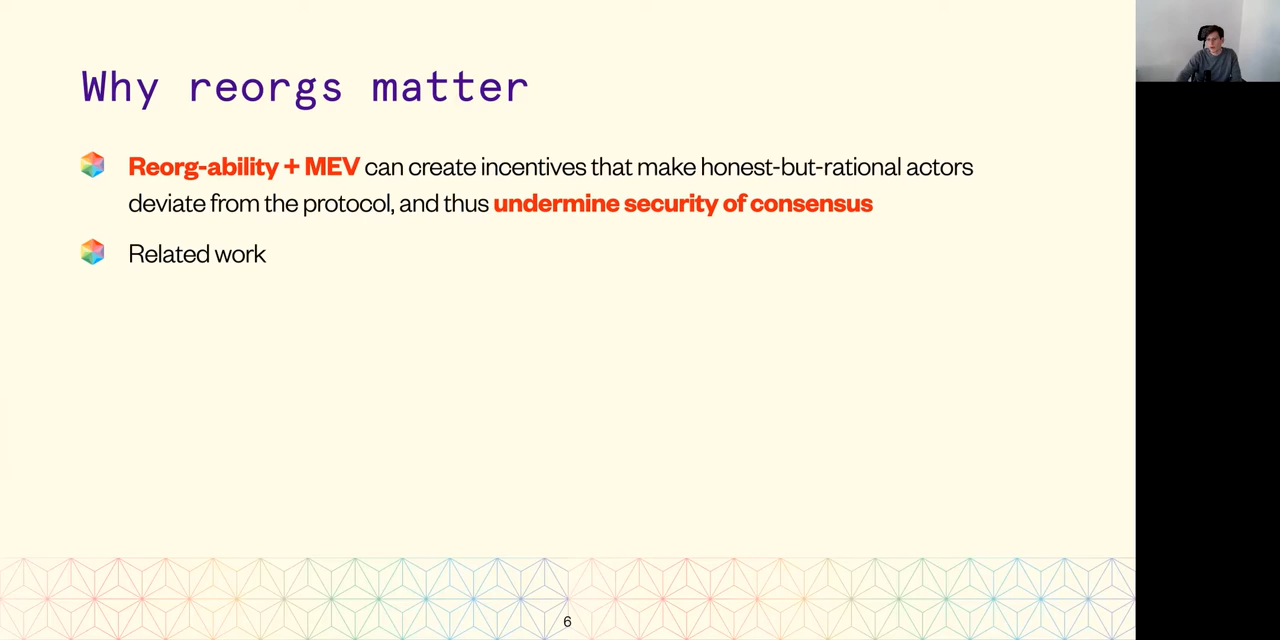 Why reorgs matter
Reorg-ability + MEV can create incentives that make honest-but-rational actors
deviate from the protocol, and thus undermine security of consensus
Related work
6